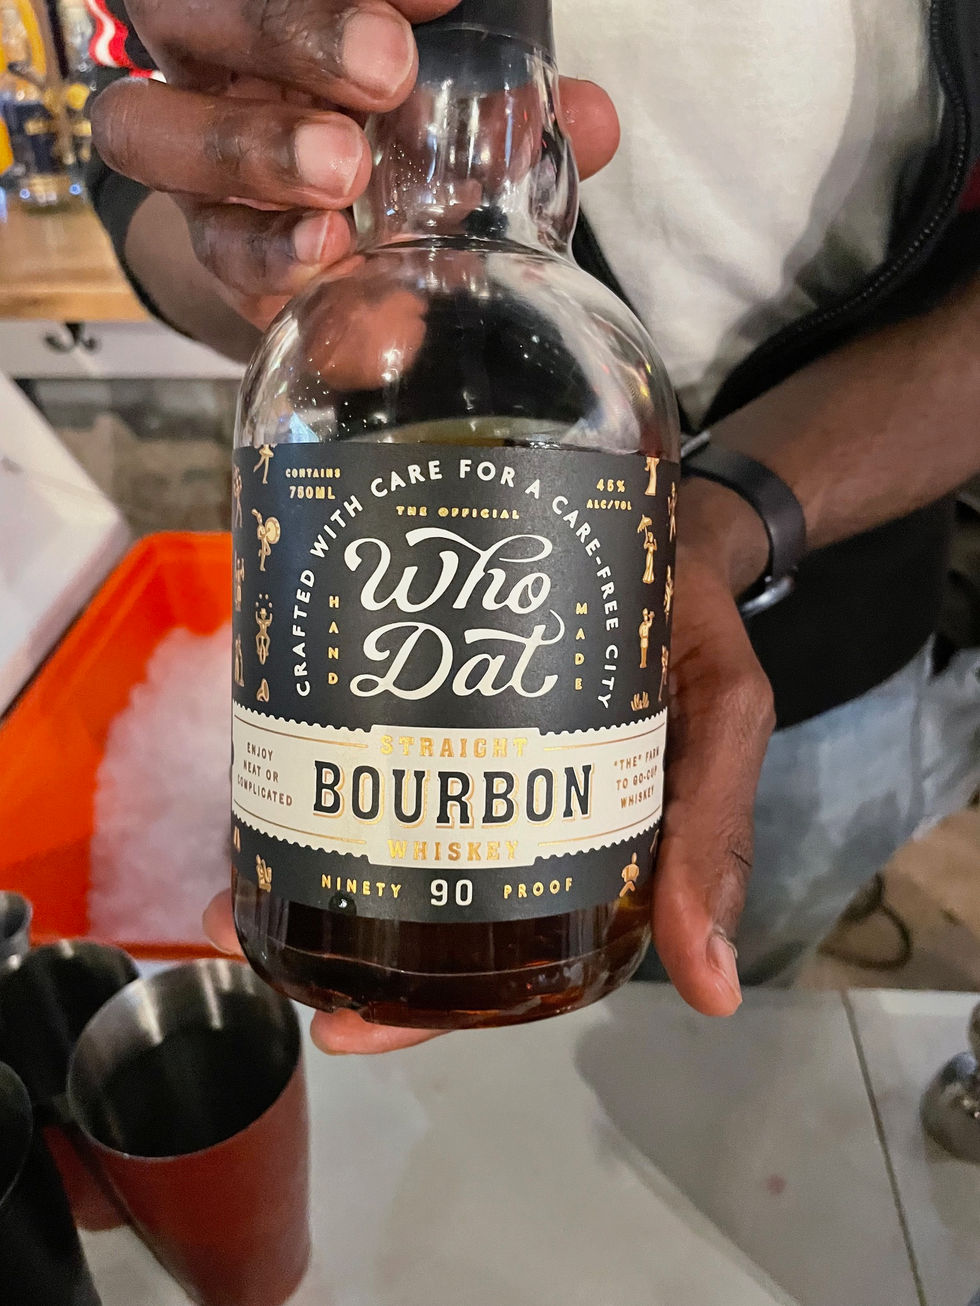 CONTAINS
750ML
CRAFTED WITH CARE FOR A CARE-FREE CITY
45%
ALC/VOL
THE OFFICIAL
Who
Dat
HAND
MADE
STRAIGHT
BOURBON
WHISKEY
ENJOY
NEAT OR
COMPLICATED
"THE" FARM
TO GO-CUP
WHISKEY
NINETY 90 PROOF